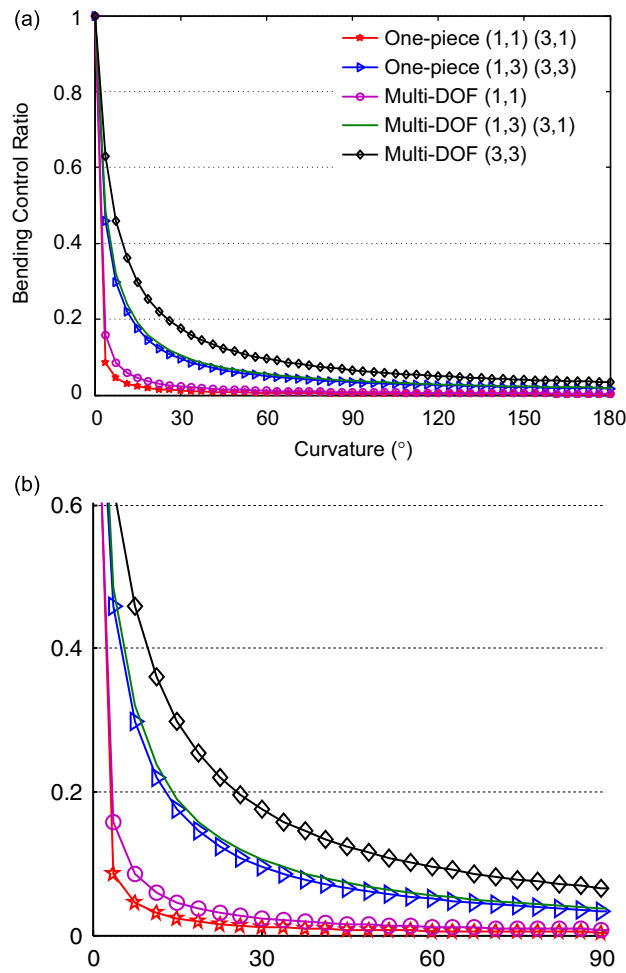 (a)
1
0.8
0.6
0.4
0.2
0
Bending Control Ratio
One-piece (1,1) (3,1)
One-piece (1,3) (3,3)
Multi-DOF (1,1)
Multi-DOF (1,3) (3,1)
Multi-DOF (3,3)
0 30 60 90 120 150 180
Curvature (°)
(b)
0.6
0.4
0.2
0
0 30 60 90